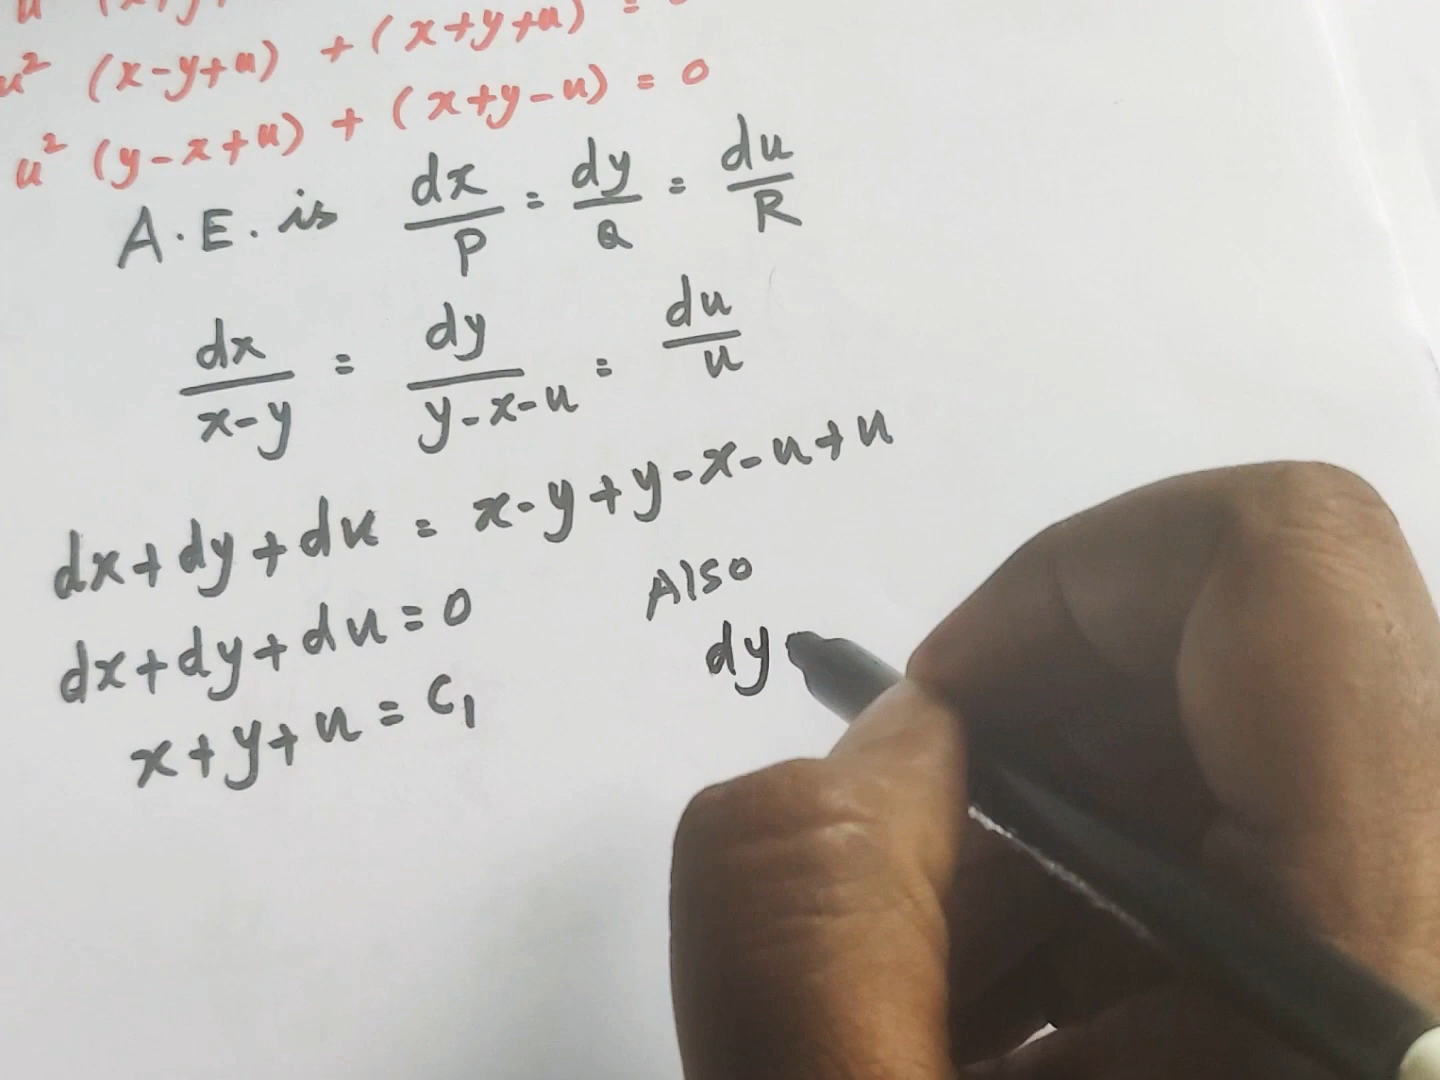 u² (x-y+u) + (x+y+u) =
u² (y-x+u) + (x+y-u) = 0
A.E. is dx/P = dy/Q = du/R
dx/x-y = dy/y-x-u = du/u
dx+dy+du = x-y+y-x-u+u
dx+dy+du=0
x+y+u = C₁
Also
dy